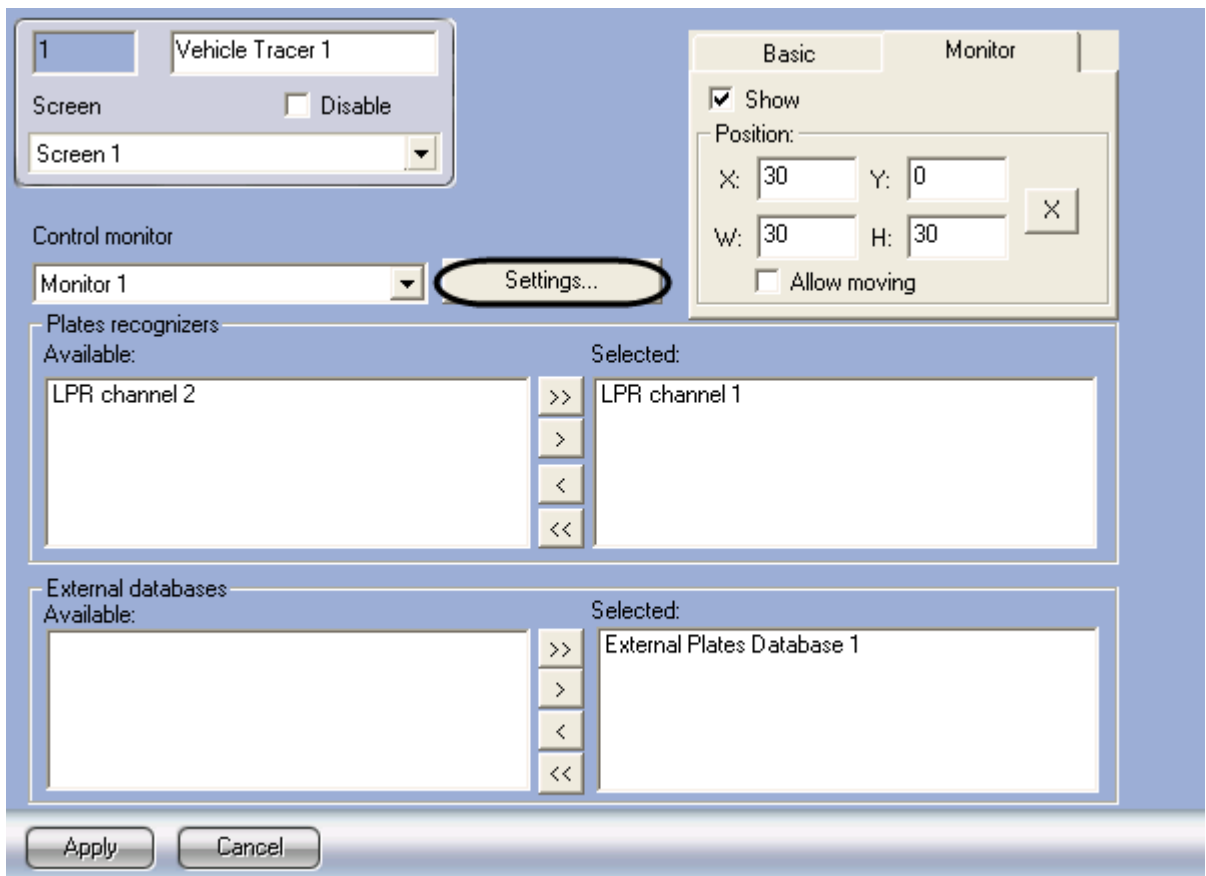 1
Vehicle Tracer 1
Screen
Disable
Screen 1
Basic
Monitor
Show
Position:
X: 30 Y: 0
X
W: 30 H: 30
Allow moving
Control monitor
Monitor 1
Settings...
Plates recognizers
Available:
Selected:
LPR channel 2
>>
>
<
<<
LPR channel 1
External databases
Available:
Selected:
>>
>
<
<<
External Plates Database 1
Apply
Cancel